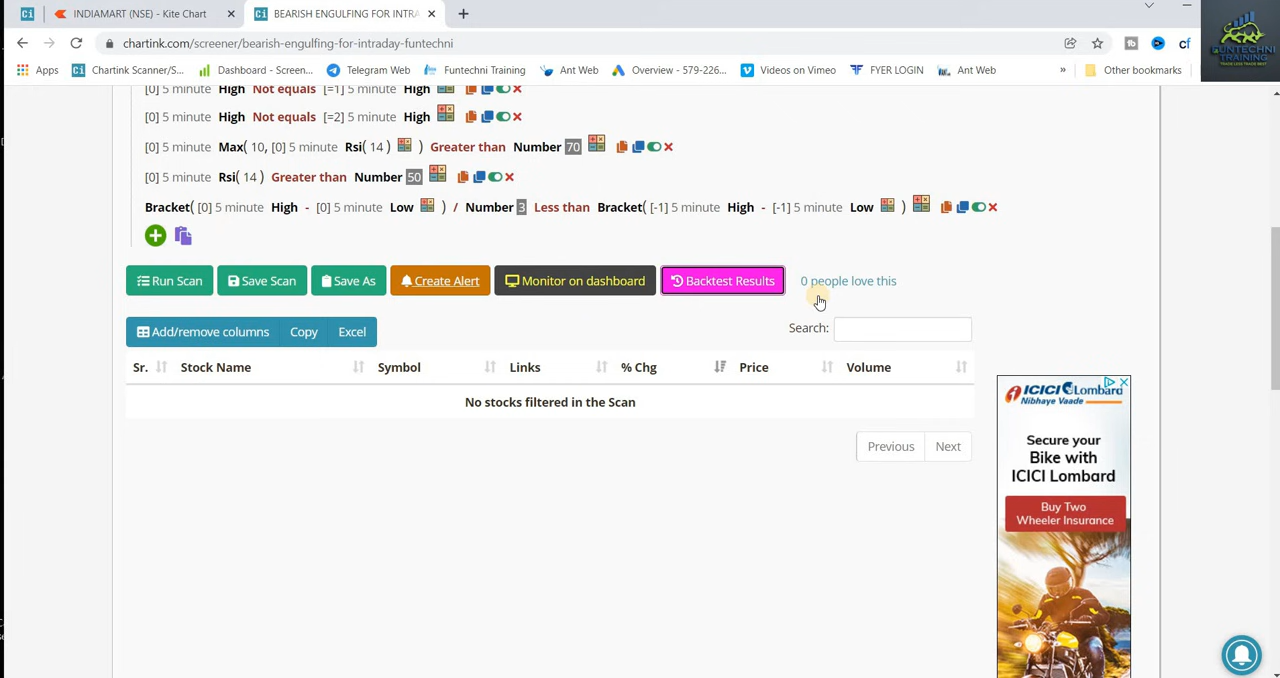 INDIAMART (NSE) - Kite Chart
BEARISH ENGULFING FOR INTRA
chartink.com/screener/bearish-engulfing-for-intraday-funtechni
Apps Chartink Scanner/S... Dashboard - Screen... Telegram Web Funtechni Training Ant Web Overview - 579-226... Videos on Vimeo FYER LOGIN Ant Web » Other bookmarks
FUNTECHNI
TRAINING
[0] 5 minute High Not equals [=1] 5 minute High
[0] 5 minute High Not equals [=2] 5 minute High
[0] 5 minute Max( 10, [0] 5 minute Rsi( 14 ) ) Greater than Number 70
[0] 5 minute Rsi( 14 ) Greater than Number 50
Bracket( [0] 5 minute High - [0] 5 minute Low ) / Number 3 Less than Bracket( [-1] 5 minute High - [-1] 5 minute Low )
Run Scan Save Scan Save As Create Alert Monitor on dashboard Backtest Results 0 people love this
Add/remove columns Copy Excel Search:
Sr. Stock Name Symbol Links % Chg Price Volume
No stocks filtered in the Scan
Previous Next
ICICI Lombard
Nibhaye Vaade
Secure your
Bike with
ICICI Lombard
Buy Two
Wheeler Insurance